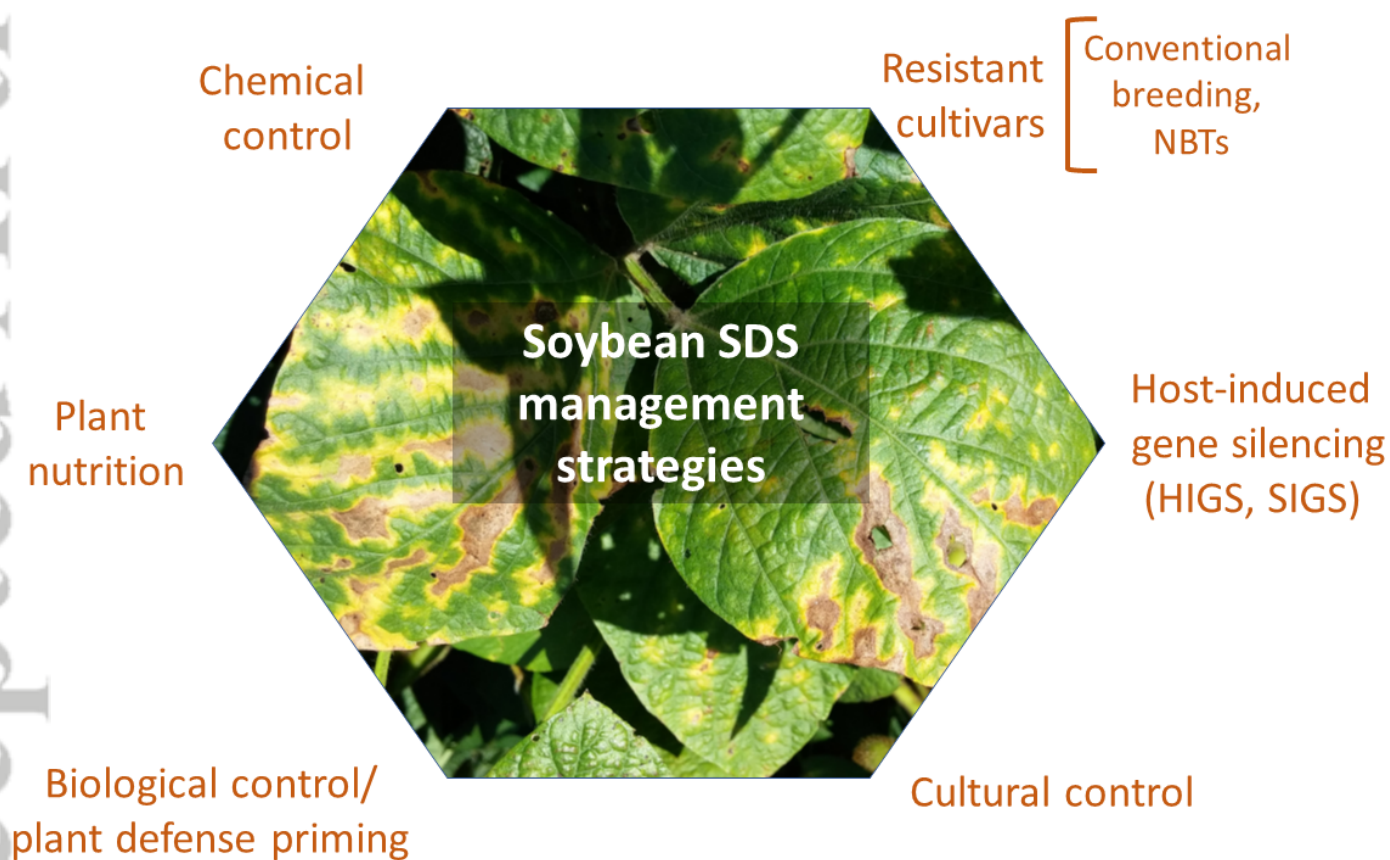 Chemical
control
Resistant
cultivars
Conventional
breeding,
NBTs
Soybean SDS
management
strategies
Plant
nutrition
Host-induced
gene silencing
(HIGS, SIGS)
Biological control/
plant defense priming
Cultural control